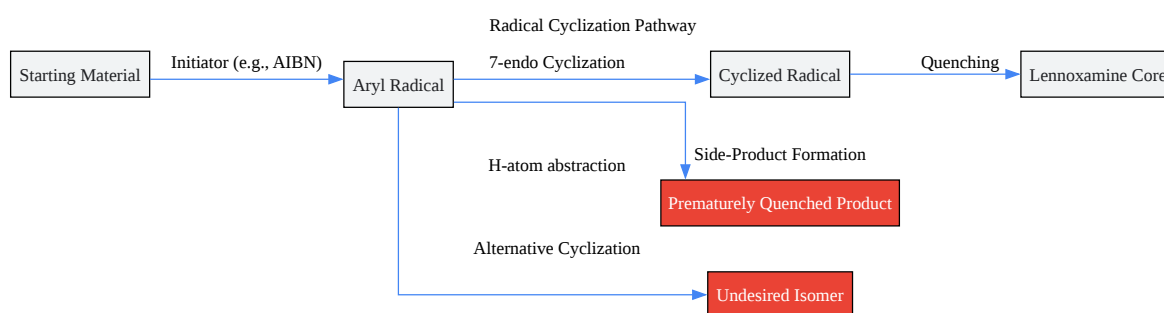 Radical Cyclization Pathway
Starting Material
Initiator (e.g., AIBN)
Aryl Radical
7-endo Cyclization
Cyclized Radical
Quenching
Lennoxamine Core
H-atom abstraction
Side-Product Formation
Prematurely Quenched Product
Alternative Cyclization
Undesired Isomer